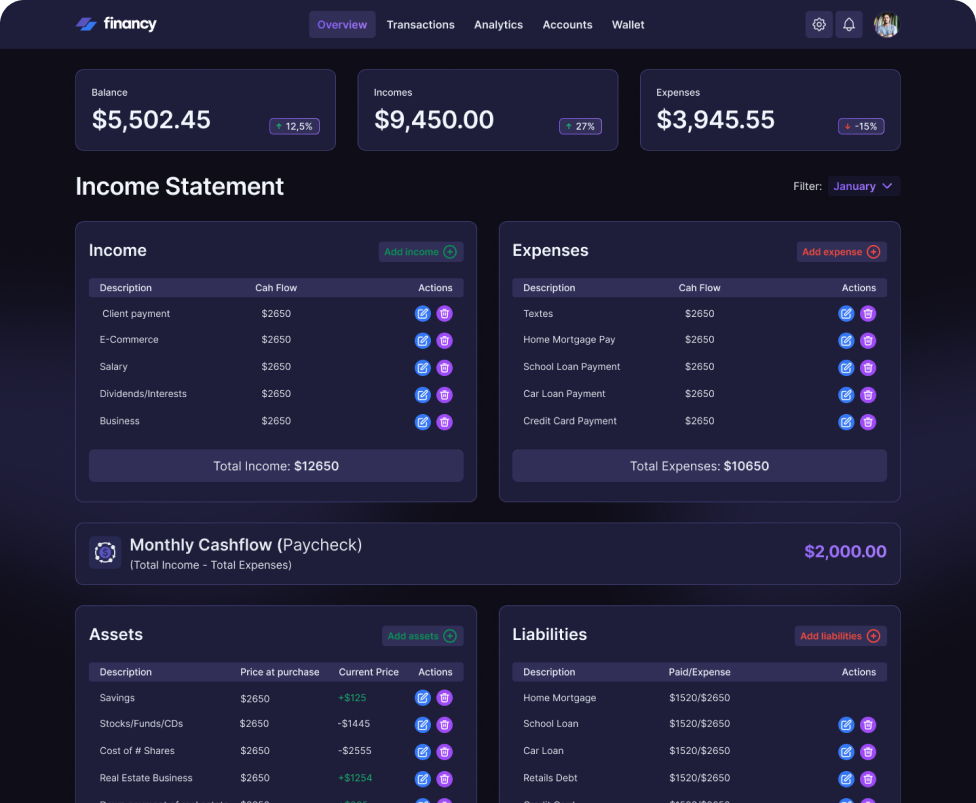 financy
Overview Transactions Analytics Accounts Wallet
Balance
$5,502.45
12,5%
Incomes
$9,450.00
27%
Expenses
$3,945.55
-15%
Income Statement
Filter: January
Income
Add income
Description Cah Flow Actions
Client payment $2650
E-Commerce $2650
Salary $2650
Dividends/Interests $2650
Business $2650
Total Income: $12650
Expenses
Add expense
Description Cah Flow Actions
Textes $2650
Home Mortgage Pay $2650
School Loan Payment $2650
Car Loan Payment $2650
Credit Card Payment $2650
Total Expenses: $10650
Monthly Cashflow (Paycheck)
(Total Income - Total Expenses)
$2,000.00
Assets
Add assets
Description Price at purchase Current Price Actions
Savings $2650 +$125
Stocks/Funds/CDs $2650 -$1445
Cost of # Shares $2650 -$2555
Real Estate Business $2650 +$1254
Liabilities
Add liabilities
Description Paid/Expense Actions
Home Mortgage $1520/$2650
School Loan $1520/$2650
Car Loan $1520/$2650
Retails Debt $1520/$2650